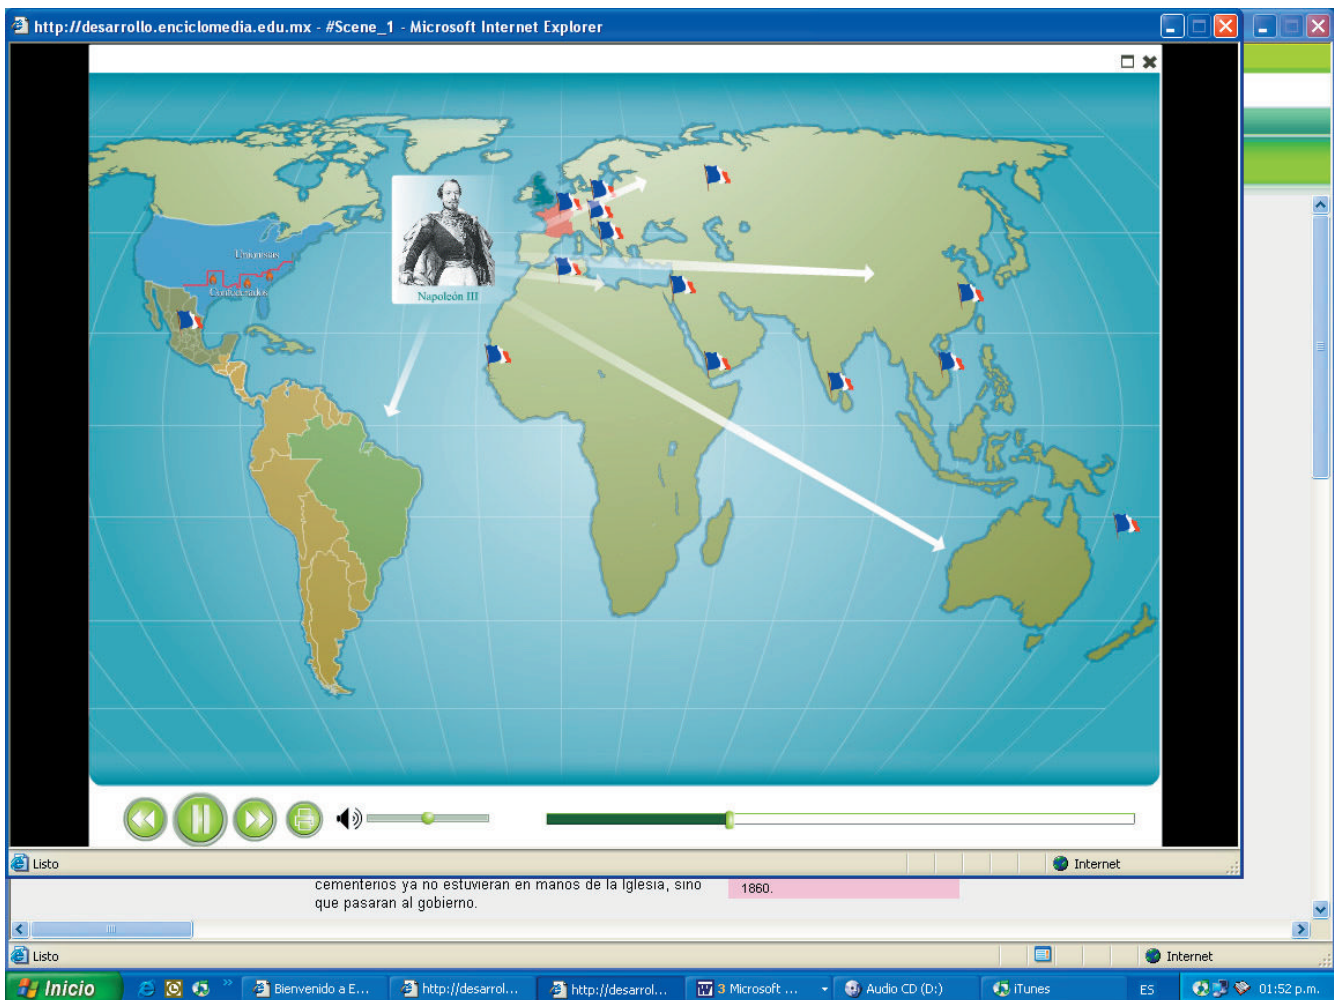 http://desarrollo.enciclomedia.edu.mx - #Scene_1 - Microsoft Internet Explorer
Unionistas
Confederados
Napoleón III
Listo
Internet
cementerios ya no estuvieran en manos de la Iglesia, sino
que pasaran al gobierno.
1860.
Listo
Internet
Inicio
Bienvenido a E...
http://desarrol...
http://desarrol...
3 Microsoft ...
Audio CD (D:)
iTunes
ES
01:52 p.m.